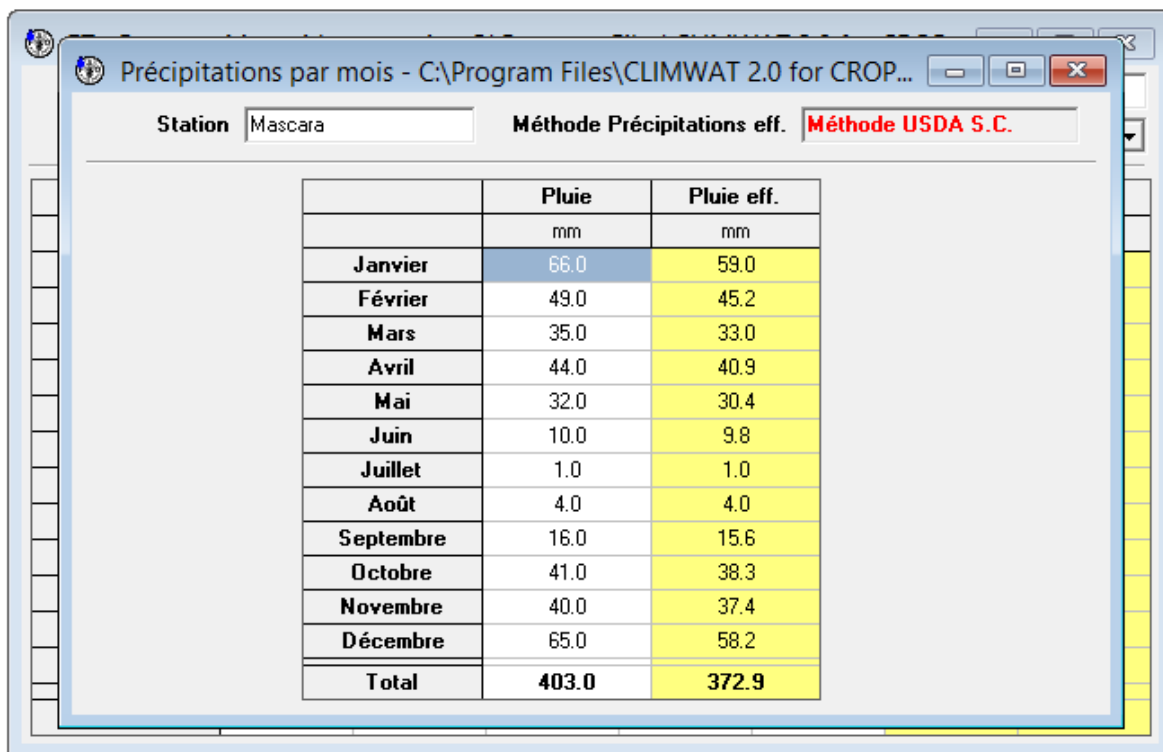 Précipitations par mois - C:\Program Files\CLIMWAT 2.0 for CROP...
Station Mascara Méthode Précipitations eff. Méthode USDA S.C.
Pluie Pluie eff.
mm mm
Janvier 66.0 59.0
Février 49.0 45.2
Mars 35.0 33.0
Avril 44.0 40.9
Mai 32.0 30.4
Juin 10.0 9.8
Juillet 1.0 1.0
Août 4.0 4.0
Septembre 16.0 15.6
Octobre 41.0 38.3
Novembre 40.0 37.4
Décembre 65.0 58.2
Total 403.0 372.9